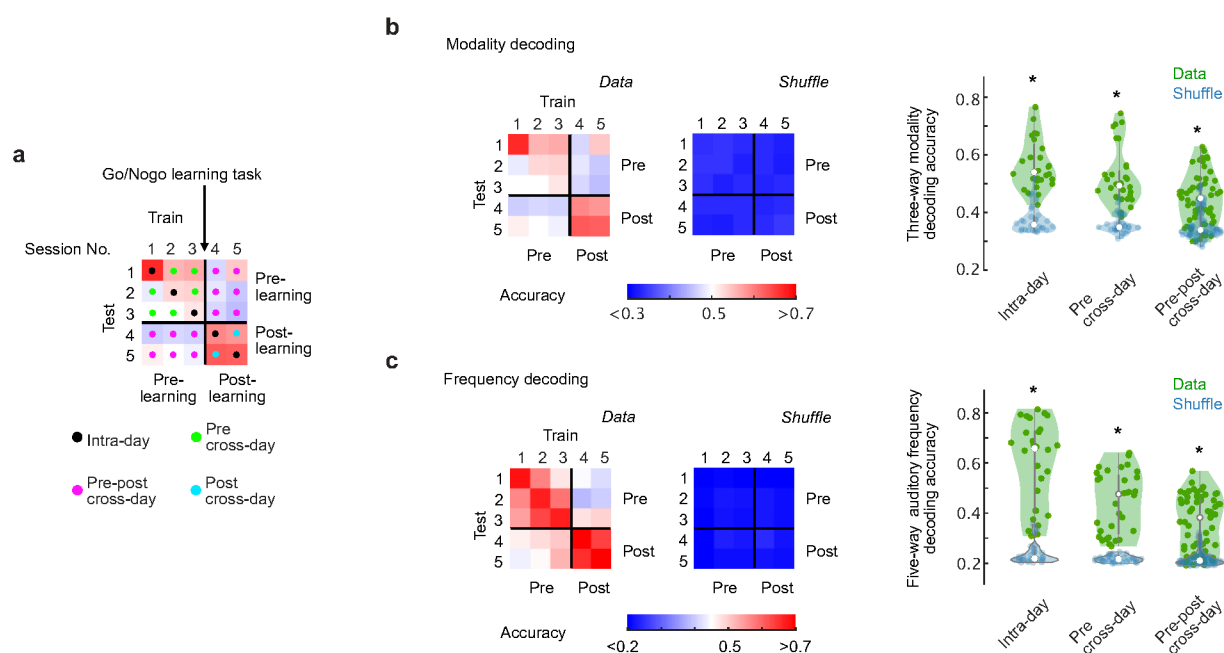 a
Go/Nogo learning task
Train
Session No.
1 2 3 4 5
Test
1
2
3
4
5
Pre-
learning
Post-
learning
Pre-
learning
Post-
learning
Intra-day
Pre
cross-day
Pre-post
cross-day
Post
cross-day
b
Modality decoding
Data
Train
1 2 3 4 5
Test
1
2
3
4
5
Pre
Post
Pre Post
Shuffle
1 2 3 4 5
1
2
3
4
5
Pre
Post
Pre Post
Accuracy
<0.3 0.5 >0.7
Three-way modality
decoding accuracy
Data
Shuffle
0.8
0.6
0.4
0.2
* * *
Intra-day
Pre
cross-day
Pre-post
cross-day
c
Frequency decoding
Data
Train
1 2 3 4 5
Test
1
2
3
4
5
Pre
Post
Pre Post
Shuffle
1 2 3 4 5
1
2
3
4
5
Pre
Post
Pre Post
Accuracy
<0.2 0.5 >0.7
Five-way auditory frequency
decoding accuracy
Data
Shuffle
0.8
0.6
0.4
0.2
* * *
Intra-day
Pre
cross-day
Pre-post
cross-day